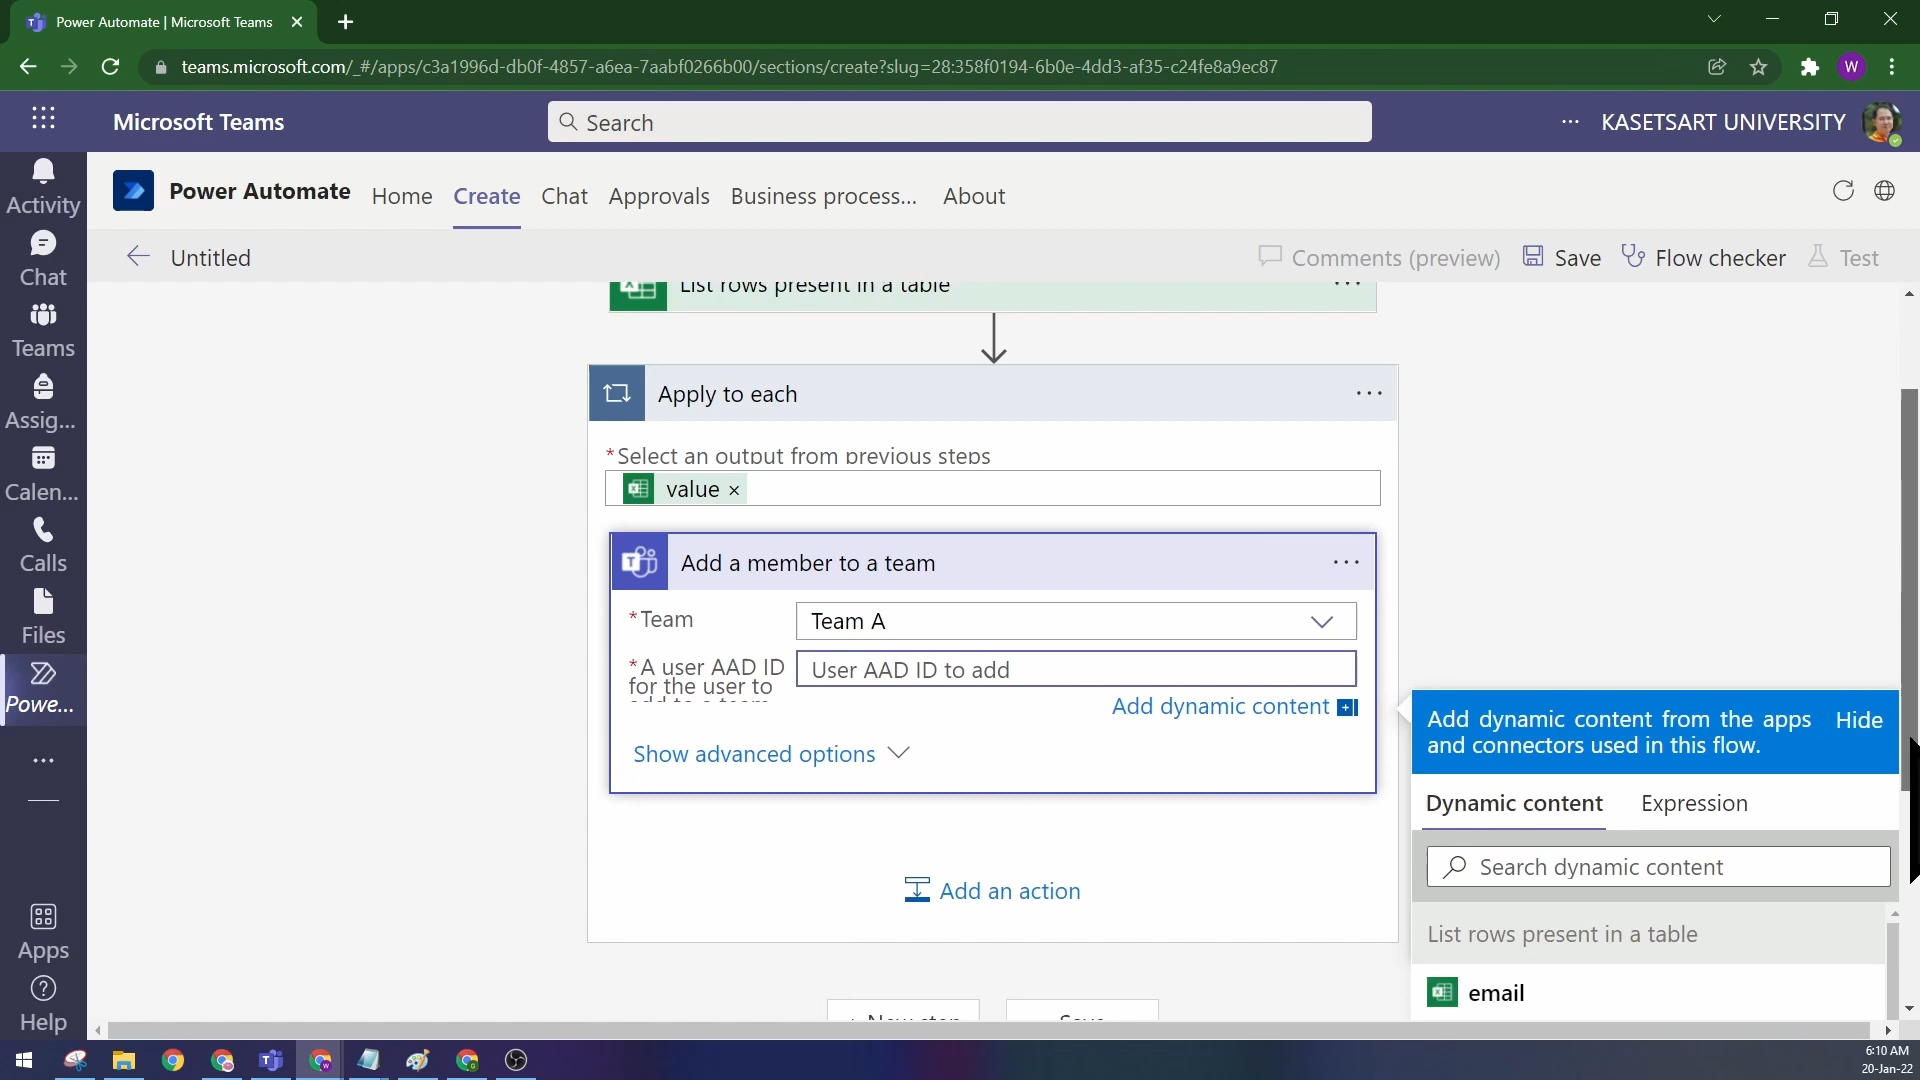 Power Automate | Microsoft Teams
teams.microsoft.com/_#/apps/c3a1996d-db0f-4857-a6ea-7aabf0266b00/sections/create?slug=28:358f0194-6b0e-4dd3-af35-c24fe8a9ec87
W
Microsoft Teams
Search
KASETSART UNIVERSITY
Activity
Chat
Teams
Assig...
Calen...
Calls
Files
Powe...
Apps
Help
Power Automate
Home
Create
Chat
Approvals
Business process...
About
Untitled
Comments (preview)
Save
Flow checker
Test
List rows present in a table
Apply to each
*Select an output from previous steps
value ×
Add a member to a team
*Team
Team A
*A user AAD ID
for the user to
add to a team
User AAD ID to add
Add dynamic content
Show advanced options
Add an action
New step
Save
Add dynamic content from the apps
and connectors used in this flow.
Hide
Dynamic content
Expression
Search dynamic content
List rows present in a table
email
6:10 AM
20-Jan-22